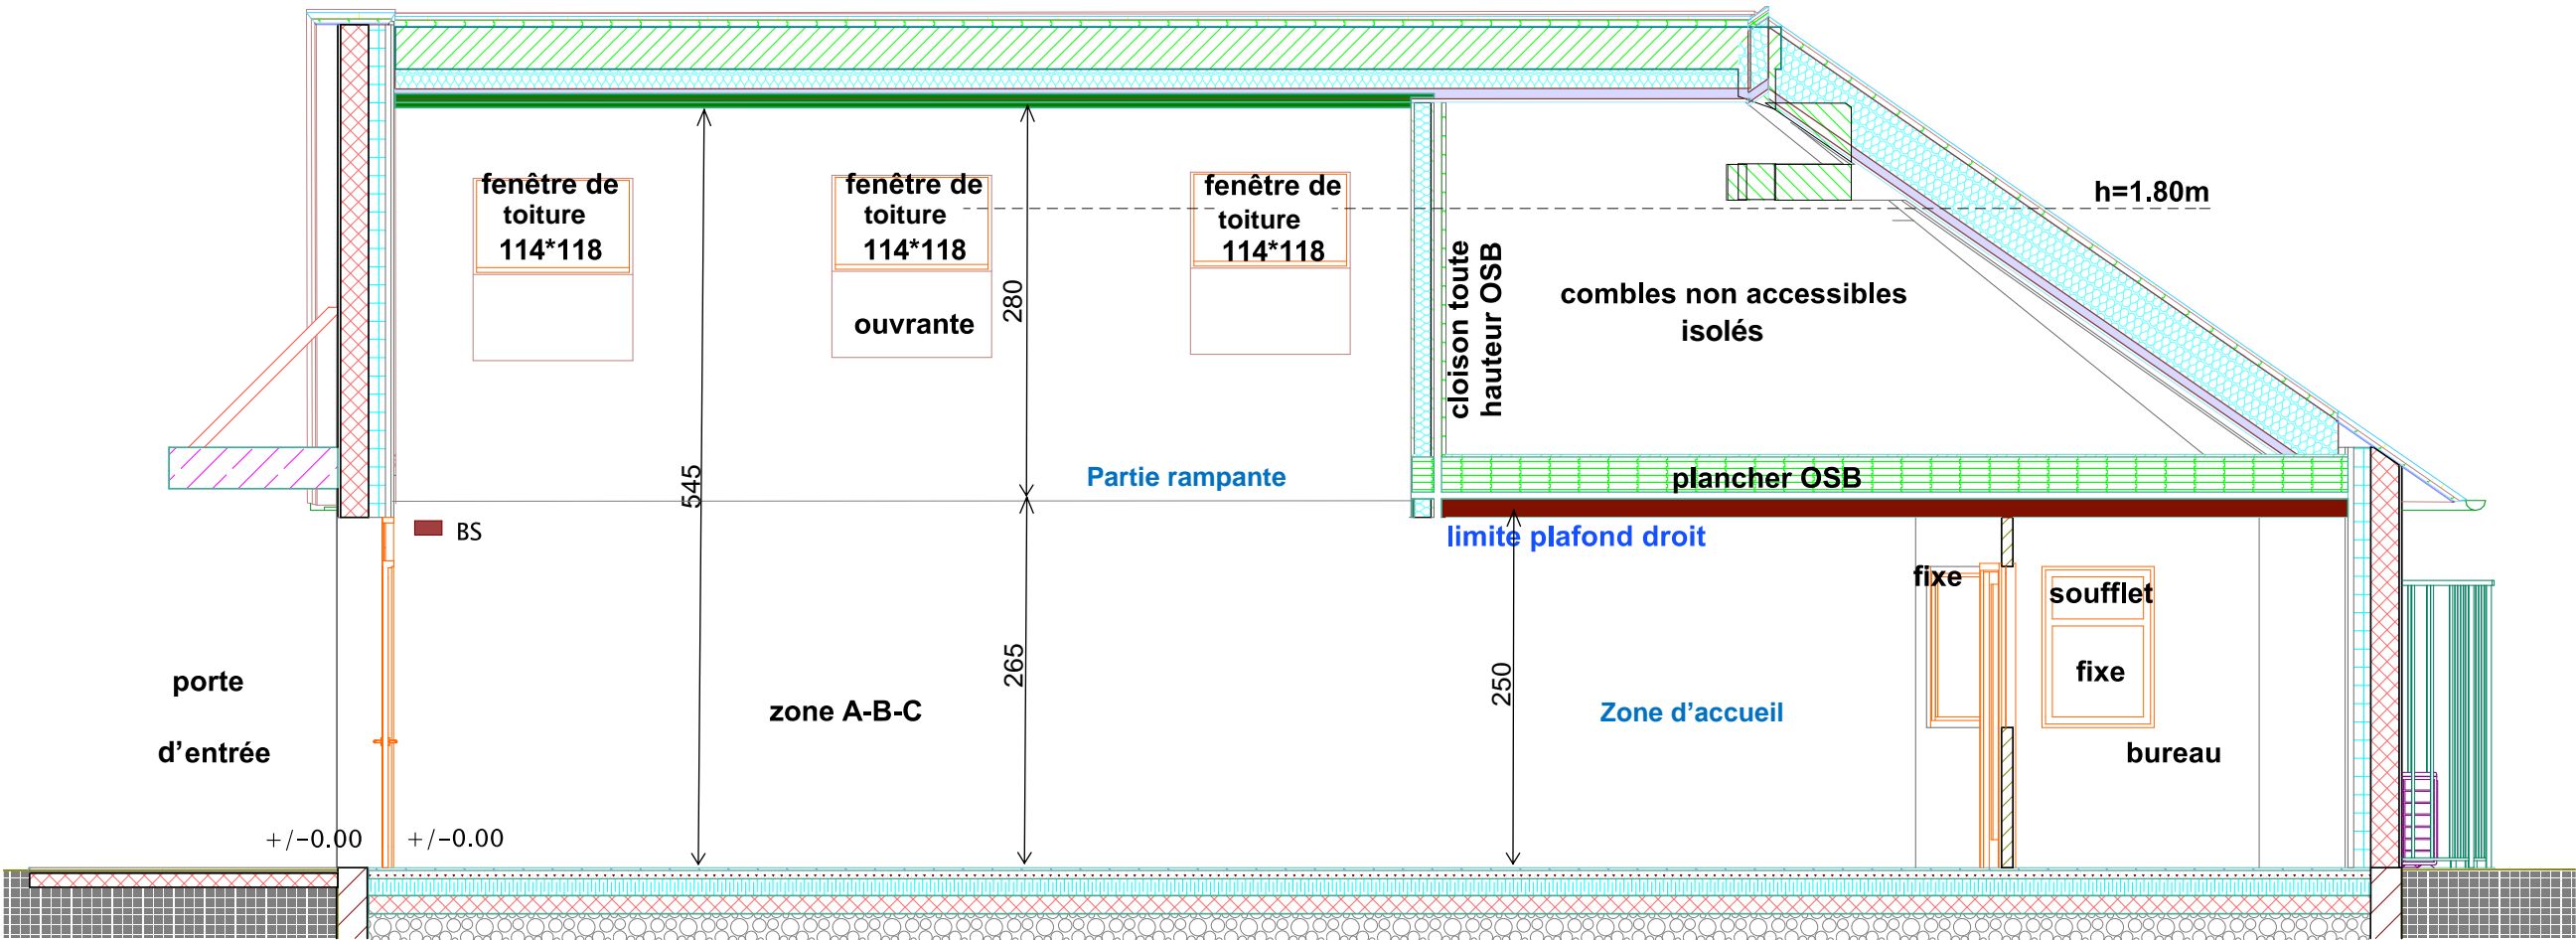 fenêtre de
toiture
114*118
fenêtre de
toiture
114*118
ouvrante
fenêtre de
toiture
114*118
h=1.80m
280
cloison toute
hauteur OSB
combles non accessibles
isolés
545
Partie rampante
plancher OSB
BS
limite plafond droit
fixe
soufflet
fixe
265
250
porte
d’entrée
zone A-B-C
Zone d’accueil
bureau
+/-0.00
+/-0.00